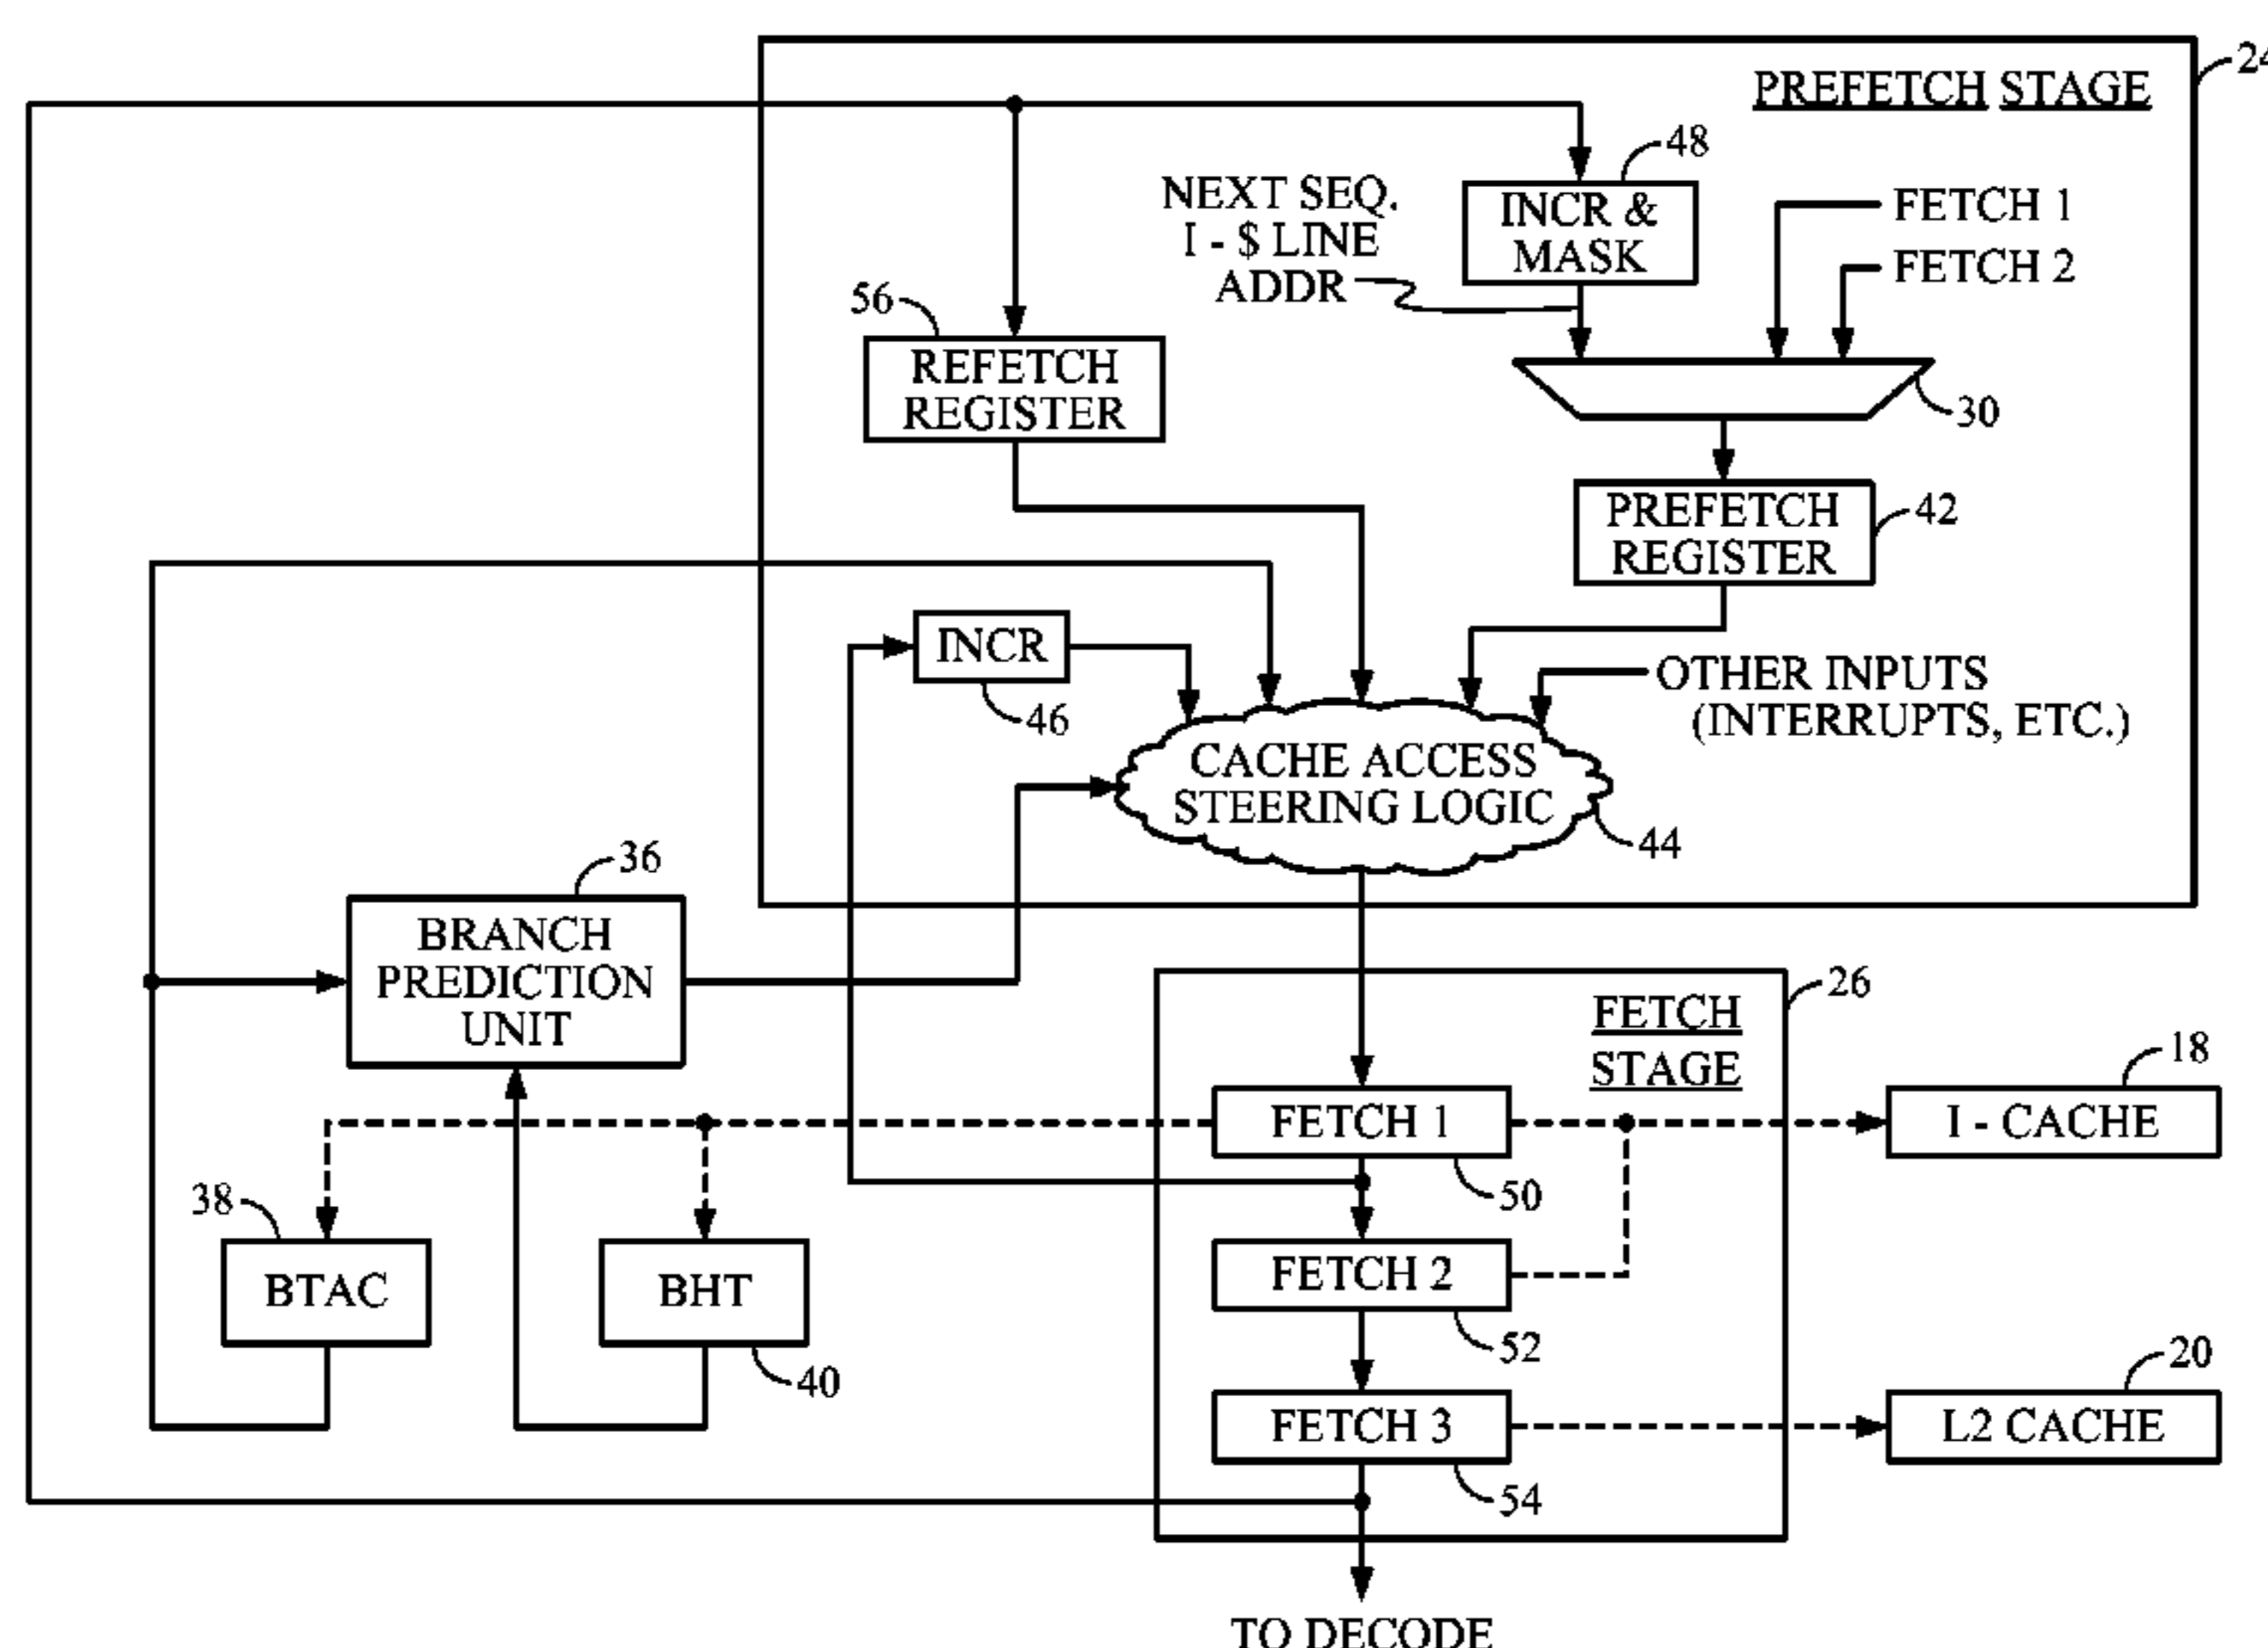 24
PREFETCH STAGE
48
NEXT SEQ.
I - $ LINE
ADDR
INCR &
MASK
FETCH 1
FETCH 2
56
REFETCH
REGISTER
30
PREFETCH
REGISTER
42
INCR
46
OTHER INPUTS
(INTERRUPTS, ETC.)
CACHE ACCESS
STEERING LOGIC
44
36
BRANCH
PREDICTION
UNIT
26
FETCH
STAGE
18
FETCH 1
I - CACHE
50
38
BTAC
BHT
40
FETCH 2
52
20
FETCH 3
L2 CACHE
54
TO DECODE